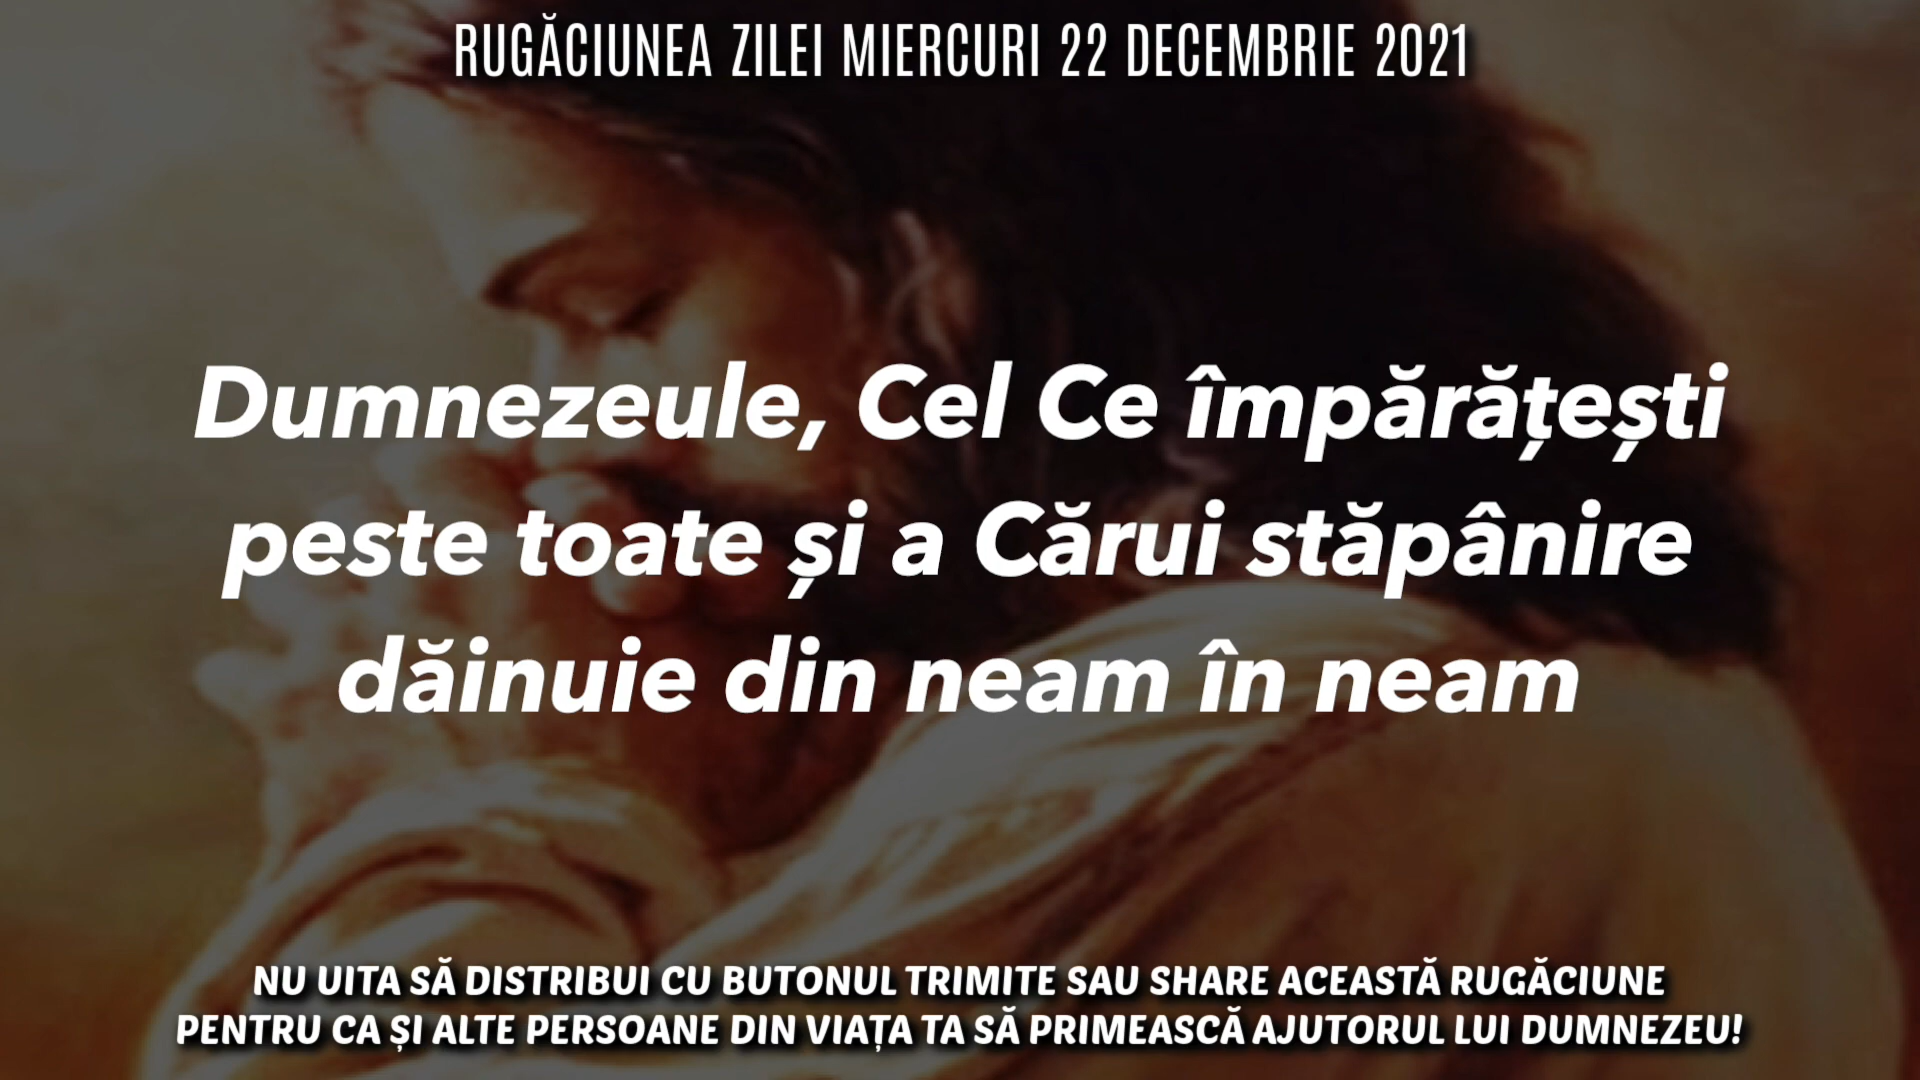 RUGĂCIUNEA ZILEI MIERCURI 22 DECEMBRIE 2021
Dumnezeule, Cel Ce împărățești
peste toate și a Cărui stăpânire
dăinuie din neam în neam
NU UITA SĂ DISTRIBUI CU BUTONUL TRIMITE SAU SHARE ACEASTĂ RUGĂCIUNE
PENTRU CA ȘI ALTE PERSOANE DIN VIAȚA TA SĂ PRIMEASCĂ AJUTORUL LUI DUMNEZEU!